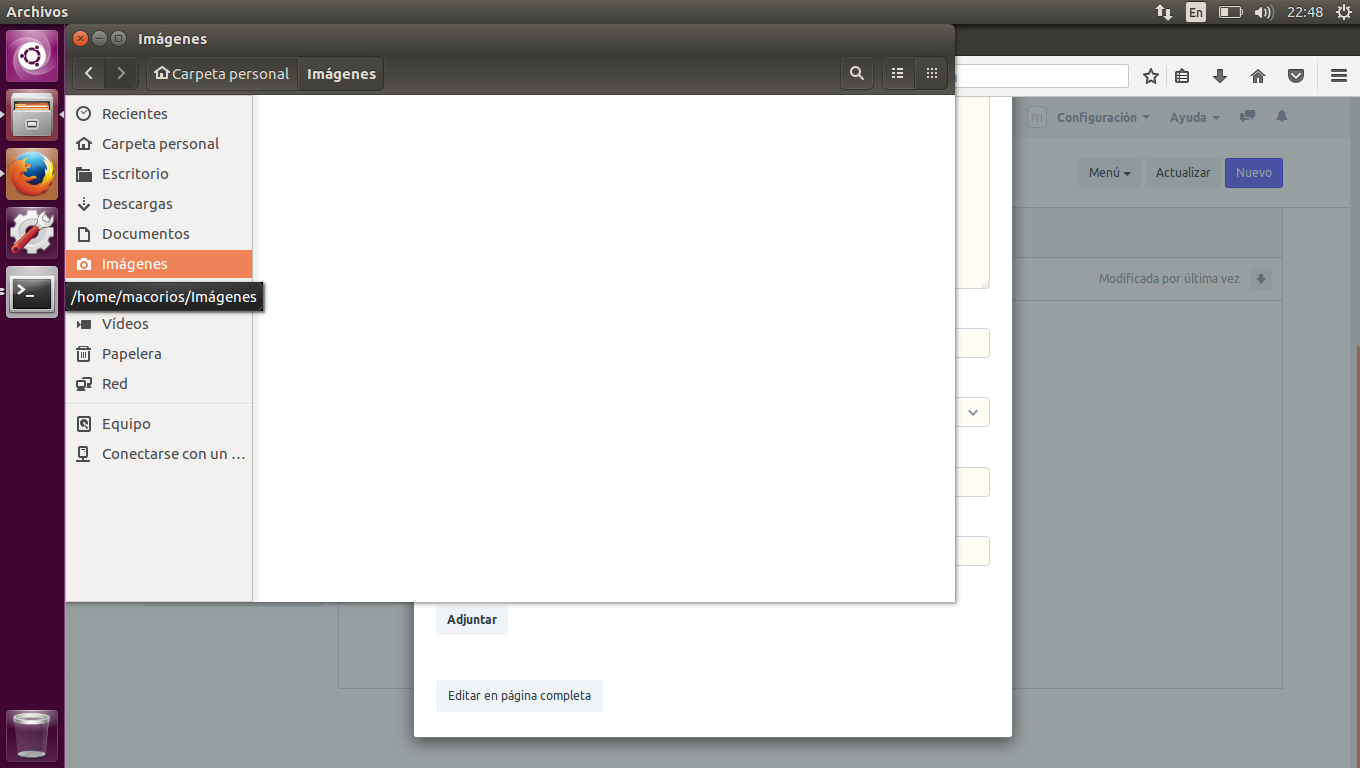 Archivos
En
22:48
Imágenes
Carpeta personal
Imágenes
Recientes
Carpeta personal
Escritorio
Descargas
Documentos
Imágenes
/home/macorios/Imágenes
Vídeos
Papelera
Red
Equipo
Conectarse con un ...
m
Configuración
Ayuda
Menú
Actualizar
Nuevo
Modificada por última vez
Adjuntar
Editar en página completa